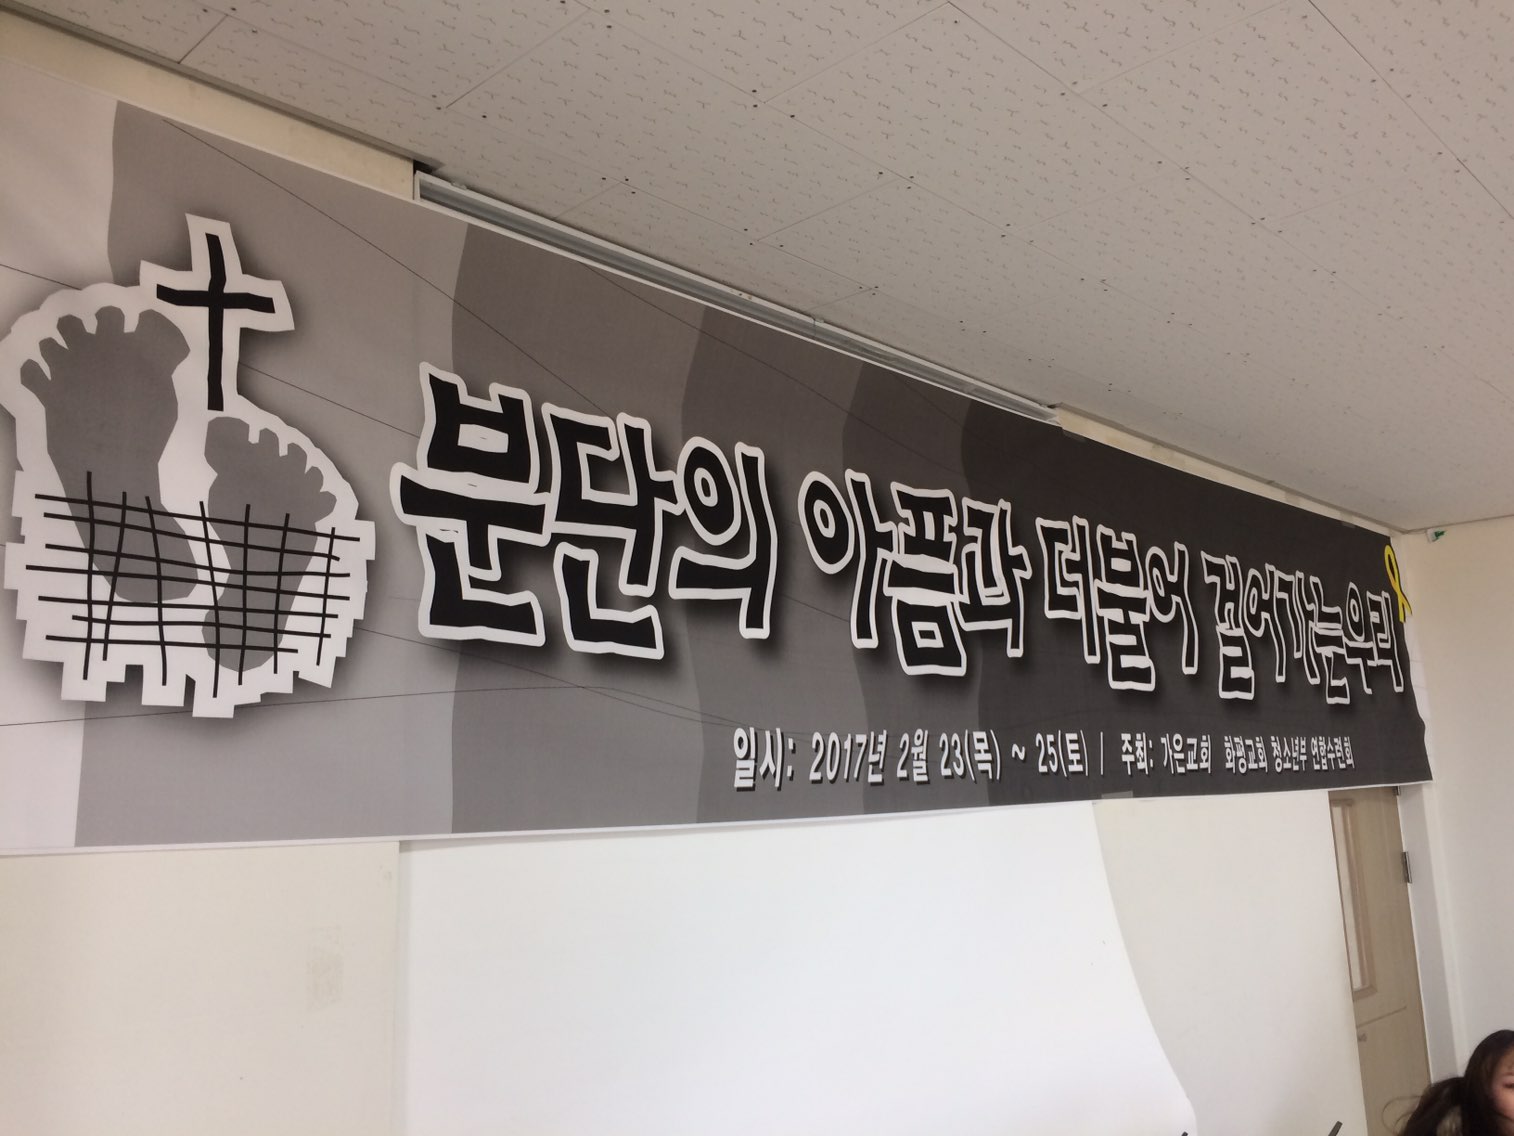 분단의 아픔과 더불어 걸어가는 우리
일시: 2017년 2월 23(목) ~ 25(토) / 주최: 가은교회 화평교회 청소년부 연합수련회